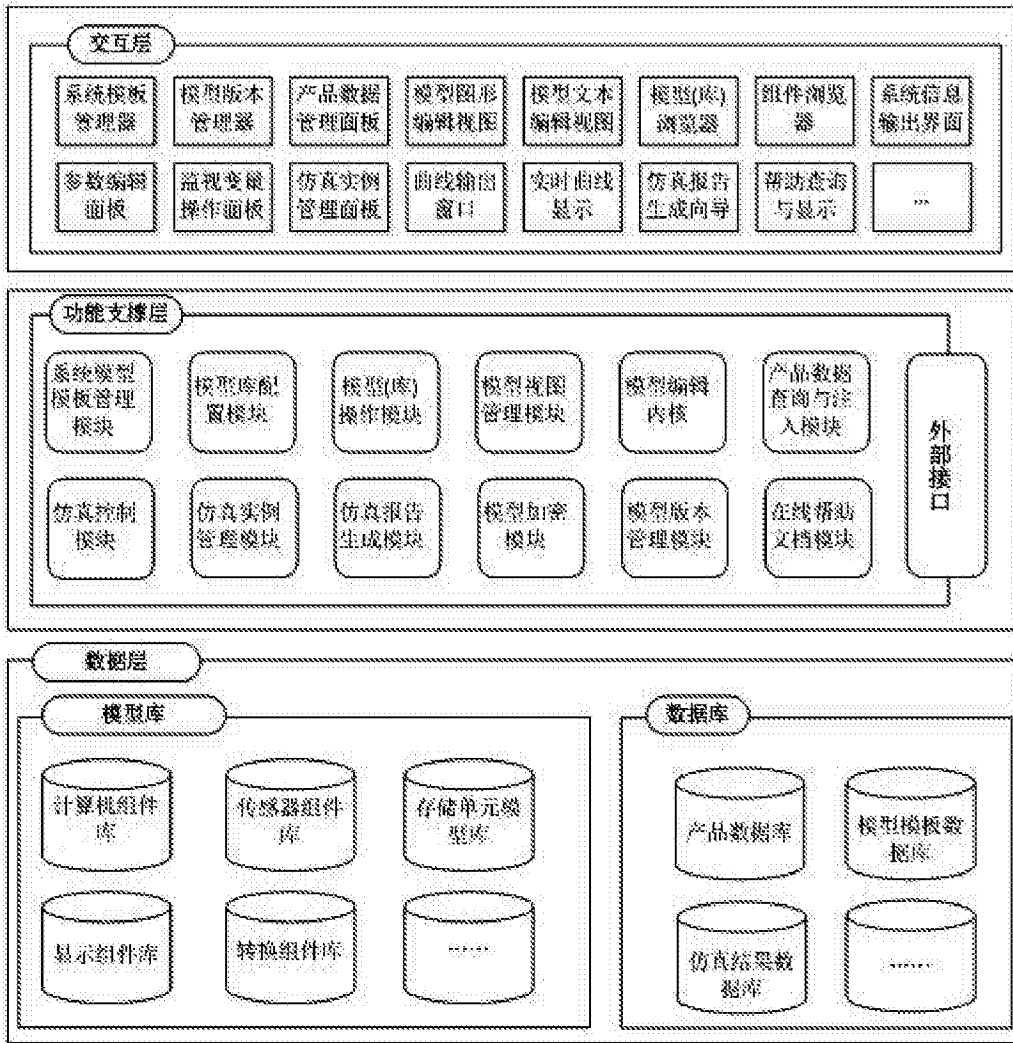 交互层
系统模板
管理器
模型版本
管理器
产品数据
管理面板
模型图形
编辑视图
模型文本
编辑视图
模型(库)
浏览器
组件浏览
器
系统信息
输出界面
参数编辑
面板
监视变量
操作面板
仿真实例
管理面板
曲线输出
窗口
实时曲线
显示
仿真报告
生成向导
帮助查询
与显示
...
功能支撑层
系统模型
模板管理
模块
模型库配
置模块
模型(库)
操作模块
模型视图
管理模块
模型编辑
内核
产品数据
查询与注
入模块
外部接口
仿真控制
模块
仿真实例
管理模块
仿真报告
生成模块
模型加密
模块
模型版本
管理模块
在线帮助
文档模块
数据层
模型库
计算机组件
库
传感器组件
库
存储单元模
型库
显示组件库
转换组件库
......
数据库
产品数据库
模型模板数
据库
仿真结果数
据库
......